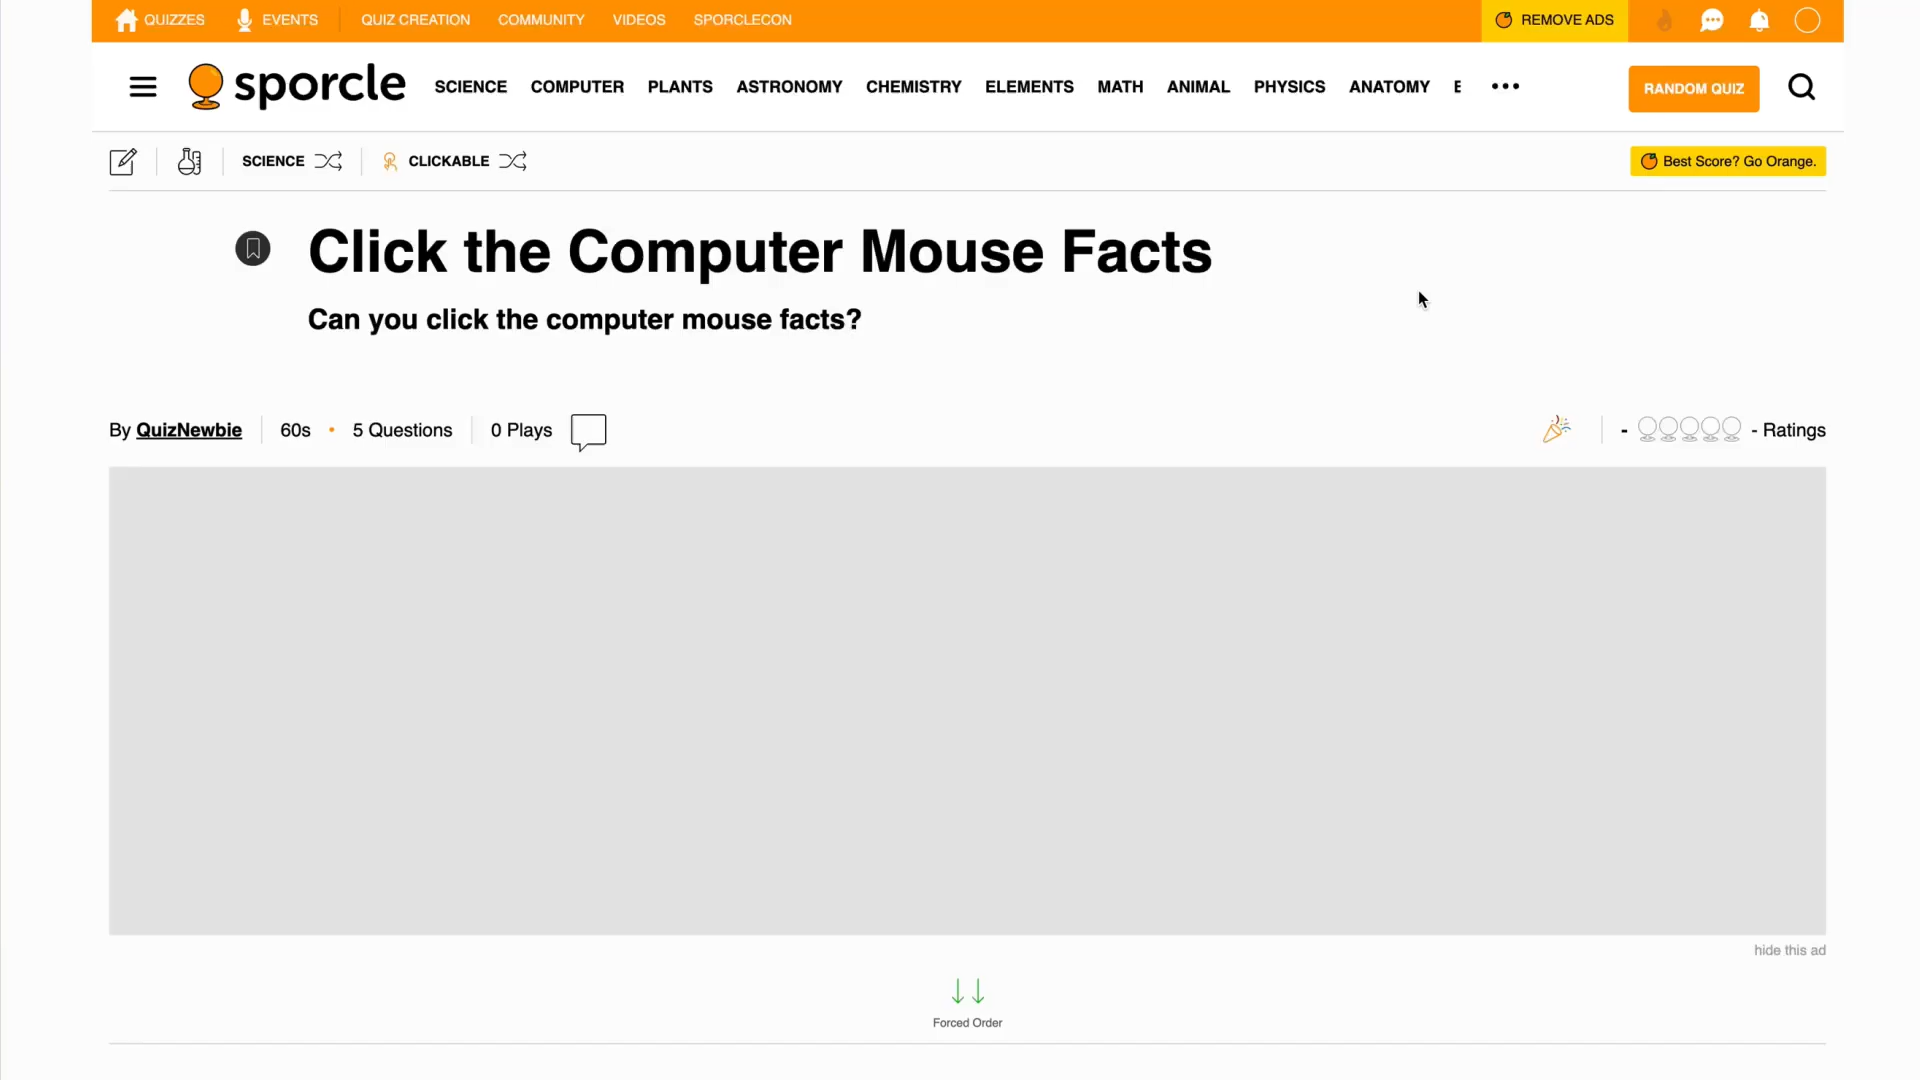 QUIZZES EVENTS QUIZ CREATION COMMUNITY VIDEOS SPORCLECON REMOVE ADS
sporcle SCIENCE COMPUTER PLANTS ASTRONOMY CHEMISTRY ELEMENTS MATH ANIMAL PHYSICS ANATOMY ••• RANDOM QUIZ
SCIENCE CLICKABLE Best Score? Go Orange.
Click the Computer Mouse Facts
Can you click the computer mouse facts?
By QuizNewbie 60s • 5 Questions 0 Plays - - Ratings
hide this ad
Forced Order